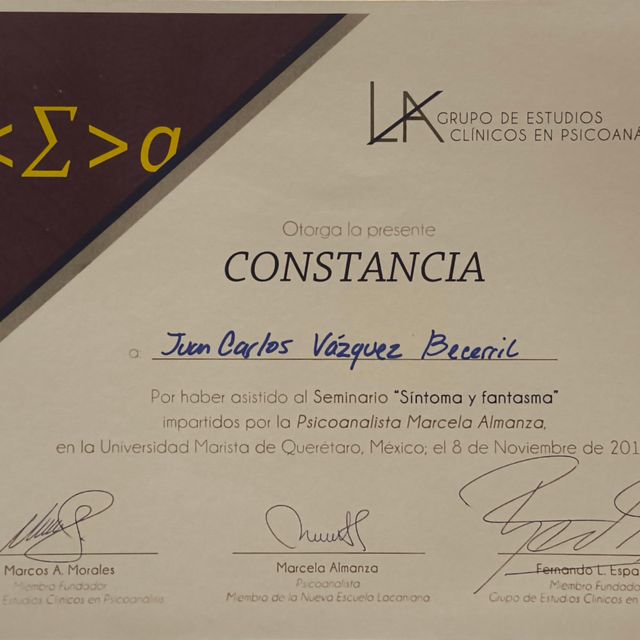 <Σ>a
LA GRUPO DE ESTUDIOS
CLÍNICOS EN PSICOANÁ
Otorga la presente
CONSTANCIA
a: Juan Carlos Vázquez Becerril
Por haber asistido al Seminario "Síntoma y fantasma"
impartidos por la Psicoanalista Marcela Almanza,
en la Universidad Marista de Querétaro, México; el 8 de Noviembre de 201
Marcos A. Morales
Miembro Fundador
Estudios Clínicos en Psicoanálisis
Marcela Almanza
Psicoanalista
Miembro de la Nueva Escuela Lacaniana
Fernando L. Espa
Miembro Fundado
Grupo de Estudios Clínicos en